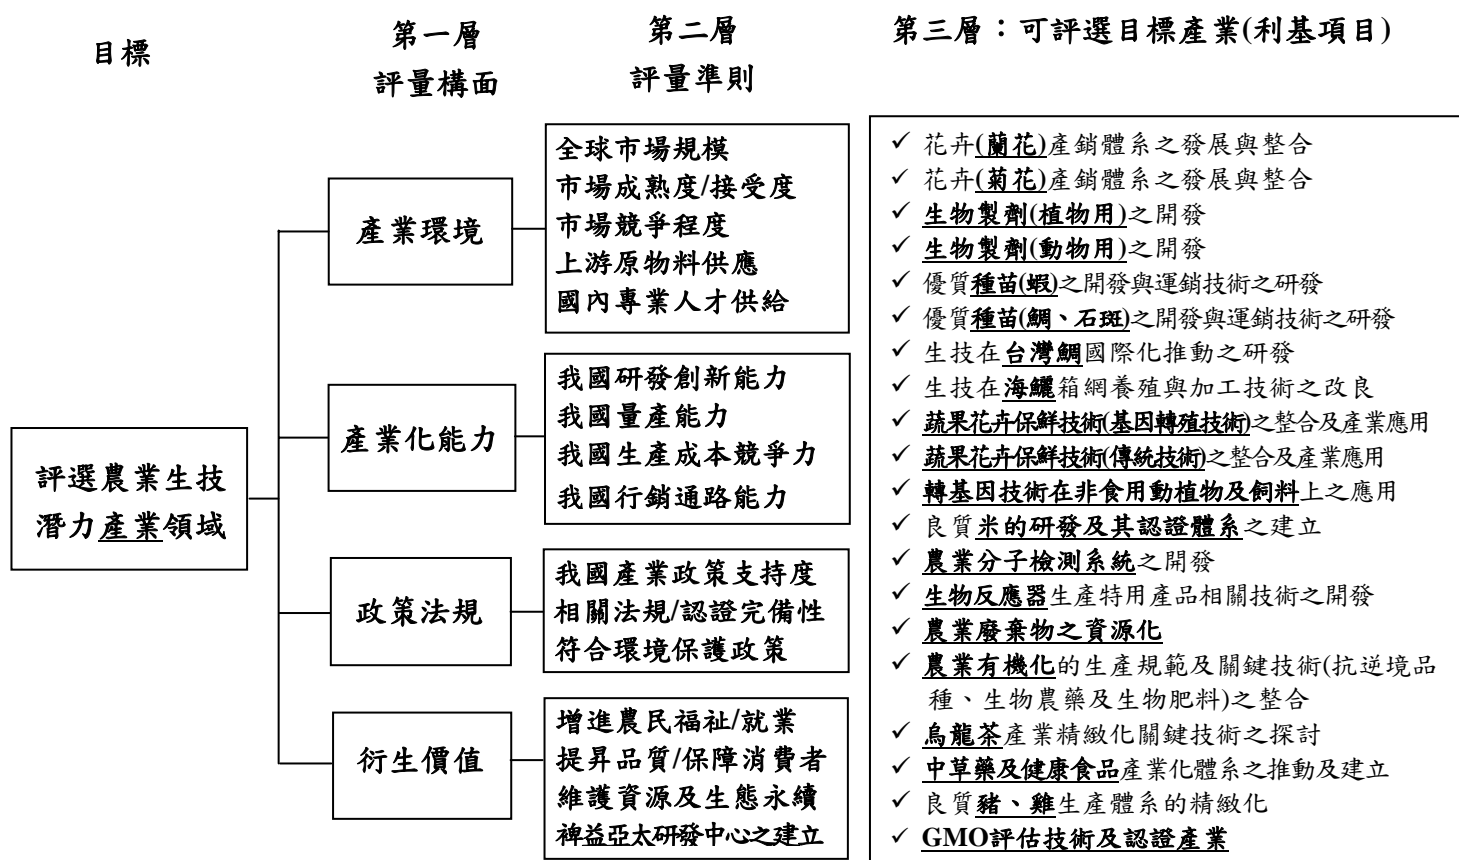 目標
第一層
評量構面
第二層
評量準則
第三層：可評選目標產業(利基項目)
評選農業生技
潛力產業領域
產業環境
全球市場規模
市場成熟度/接受度
市場競爭程度
上游原物料供應
國內專業人才供給
產業化能力
我國研發創新能力
我國量產能力
我國生產成本競爭力
我國行銷通路能力
政策法規
我國產業政策支持度
相關法規/認證完備性
符合環境保護政策
衍生價值
增進農民福祉/就業
提昇品質/保障消費者
維護資源及生態永續
裨益亞太研發中心之建立
✓ 花卉(蘭花)產銷體系之發展與整合
✓ 花卉(菊花)產銷體系之發展與整合
✓ 生物製劑(植物用)之開發
✓ 生物製劑(動物用)之開發
✓ 優質種苗(蝦)之開發與運銷技術之研發
✓ 優質種苗(鯛、石斑)之開發與運銷技術之研發
✓ 生技在台灣鯛國際化推動之研發
✓ 生技在海鱺箱網養殖與加工技術之改良
✓ 蔬果花卉保鮮技術(基因轉殖技術)之整合及產業應用
✓ 蔬果花卉保鮮技術(傳統技術)之整合及產業應用
✓ 轉基因技術在非食用動植物及飼料上之應用
✓ 良質米的研發及其認證體系之建立
✓ 農業分子檢測系統之開發
✓ 生物反應器生產特用產品相關技術之開發
✓ 農業廢棄物之資源化
✓ 農業有機化的生產規範及關鍵技術(抗逆境品
種、生物農藥及生物肥料)之整合
✓ 烏龍茶產業精緻化關鍵技術之探討
✓ 中草藥及健康食品產業化體系之推動及建立
✓ 良質豬、雞生產體系的精緻化
✓ GMO評估技術及認證產業